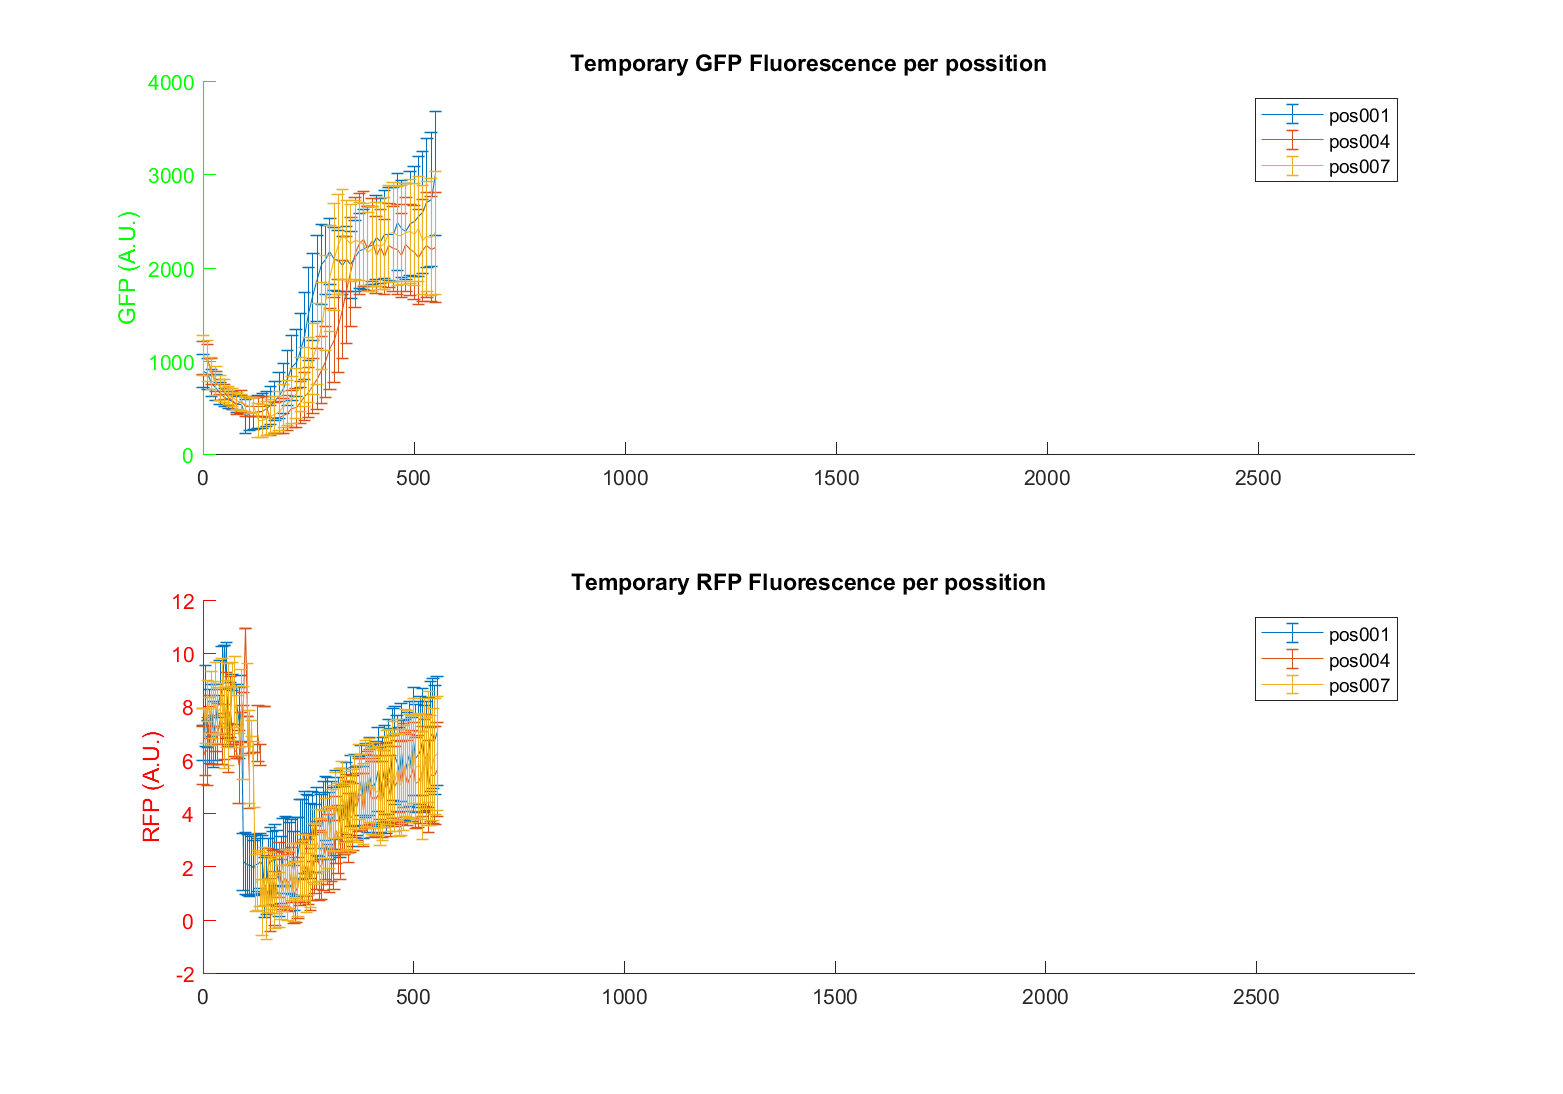 Temporary GFP Fluorescence per possition
4000
3000
2000
1000
0
GFP (A.U.)
pos001
pos004
pos007
0 500 1000 1500 2000 2500
Temporary RFP Fluorescence per possition
12
10
8
6
4
2
0
-2
RFP (A.U.)
pos001
pos004
pos007
0 500 1000 1500 2000 2500